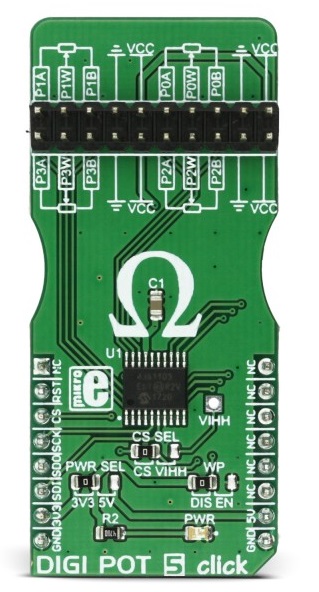 P1A P1W P1B VCC P0A P0W P0B VCC
P3A P3W P3B VCC P2A P2W P2B VCC
Ω
C1
U1
micro e
NC NC
RST NC
CS NC
SCK NC
SDO NC
SDI NC
3V3 5V
GND GND
VIHH
CS SEL
CS VIHH
PWR SEL WP
3V3 5V DIS EN
R2 PWR
DIGI POT 5 click